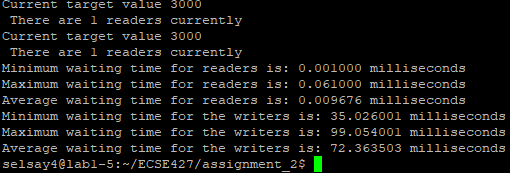 Current target value 3000
 There are 1 readers currently
Current target value 3000
 There are 1 readers currently
Minimum waiting time for readers is: 0.001000 milliseconds
Maximum waiting time for readers is: 0.061000 milliseconds
Average waiting time for readers is: 0.009676 milliseconds
Minimum waiting time for the writers is: 35.026001 milliseconds
Maximum waiting time for the writers is: 99.054001 milliseconds
Average waiting time for the writers is: 72.363503 milliseconds
selsay4@lab1-5:~/ECSE427/assignment_2$